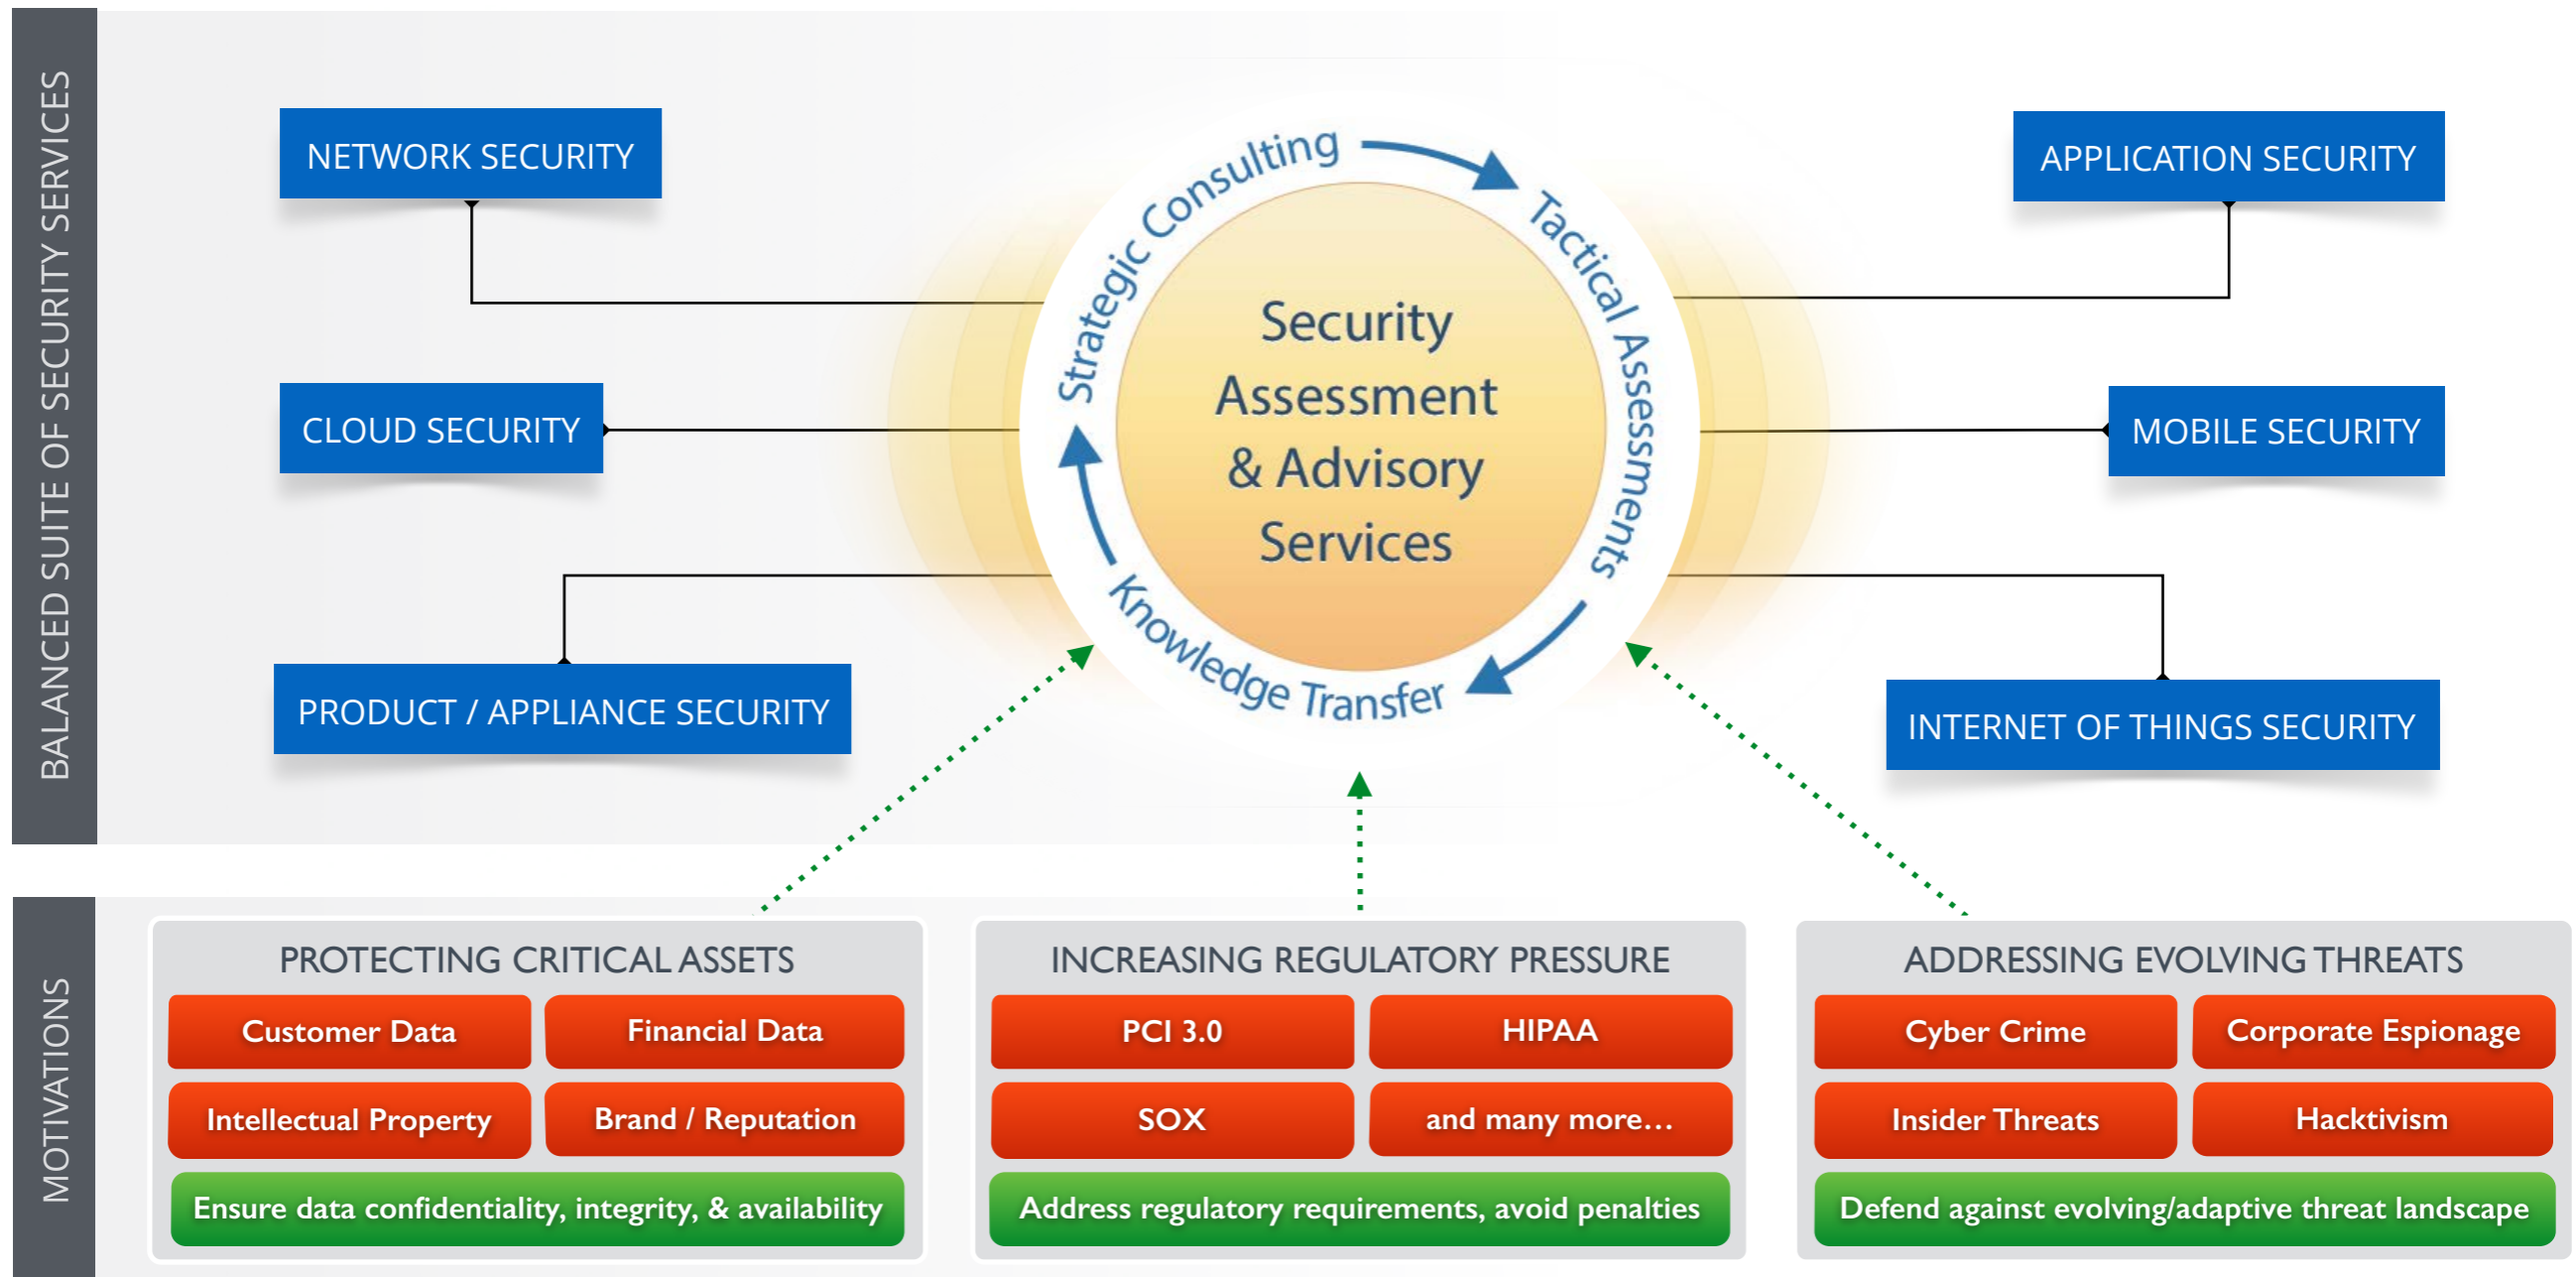 BALANCED SUITE OF SECURITY SERVICES
NETWORK SECURITY
CLOUD SECURITY
PRODUCT / APPLIANCE SECURITY
Strategic Consulting
Tactical Assessments
Knowledge Transfer
Security
Assessment
& Advisory
Services
APPLICATION SECURITY
MOBILE SECURITY
INTERNET OF THINGS SECURITY
MOTIVATIONS
PROTECTING CRITICAL ASSETS
Customer Data
Financial Data
Intellectual Property
Brand / Reputation
Ensure data confidentiality, integrity, & availability
INCREASING REGULATORY PRESSURE
PCI 3.0
HIPAA
SOX
and many more…
Address regulatory requirements, avoid penalties
ADDRESSING EVOLVING THREATS
Cyber Crime
Corporate Espionage
Insider Threats
Hacktivism
Defend against evolving/adaptive threat landscape